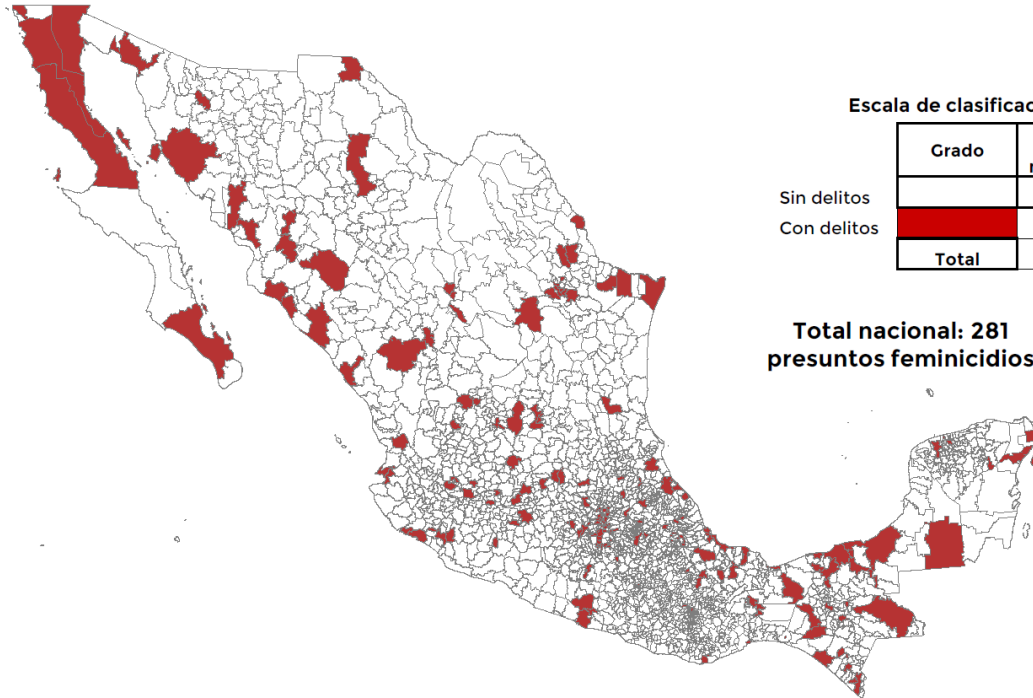 Escala de clasificac
Grado
Sin delitos
Con delitos
Total
Total nacional: 281
presuntos feminicidios